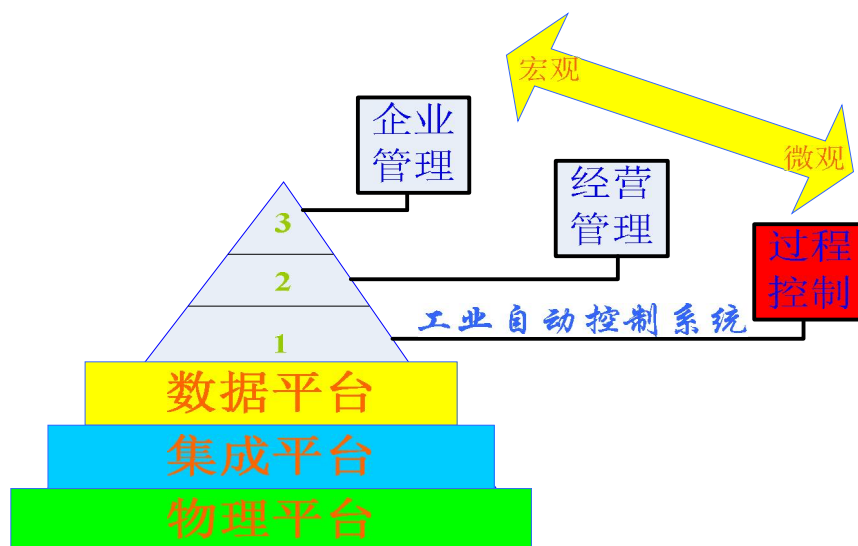 宏观
微观
企业
管理
经营
管理
过程
控制
3
2
1
工业自动控制系统
数据平台
集成平台
物理平台